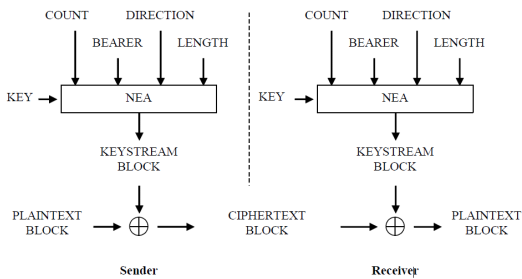 COUNT DIRECTION COUNT DIRECTION
BEARER LENGTH BEARER LENGTH
KEY NEA KEY NEA
KEYSTREAM KEYSTREAM
BLOCK BLOCK
PLAINTEXT CIPHERTEXT PLAINTEXT
BLOCK BLOCK BLOCK
Sender Receiver